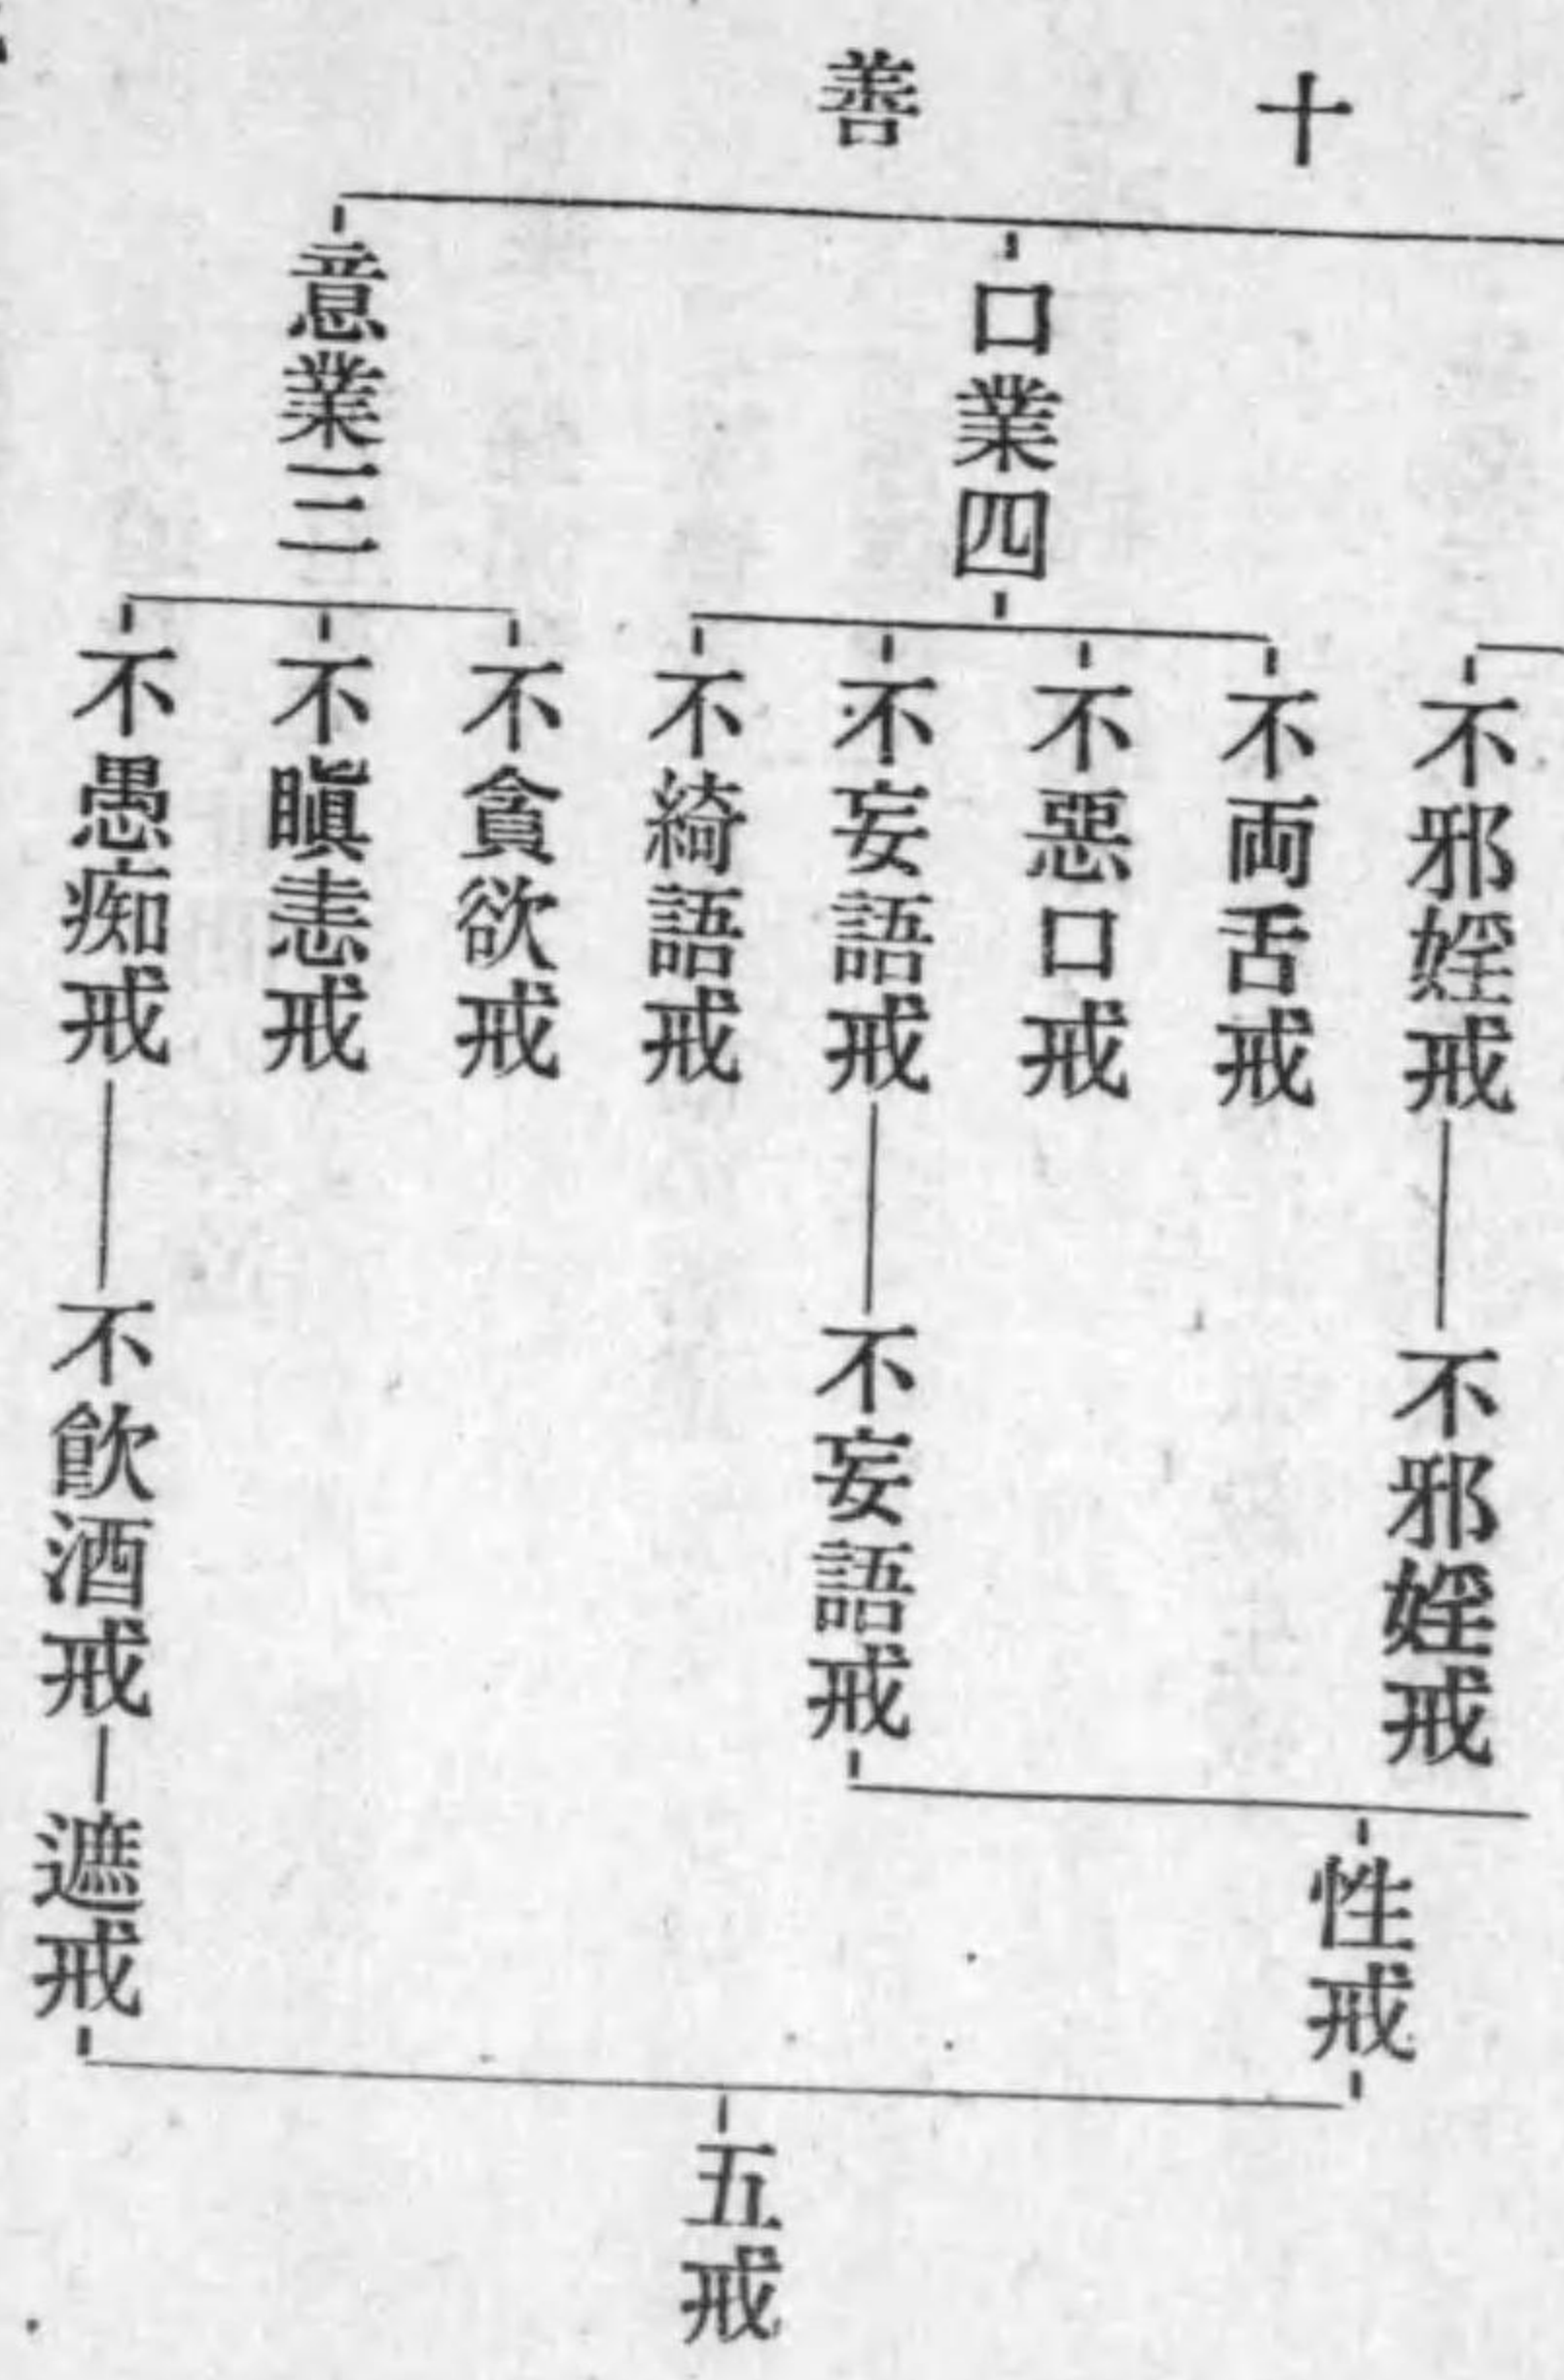 十善
不邪婬戒
不邪婬戒
口業四
不両舌戒
不惡口戒
不妄語戒
不妄語戒
不綺語戒
性戒
意業三
不貪欲戒
不瞋恚戒
不愚痴戒
不飮酒戒
遮戒
五戒